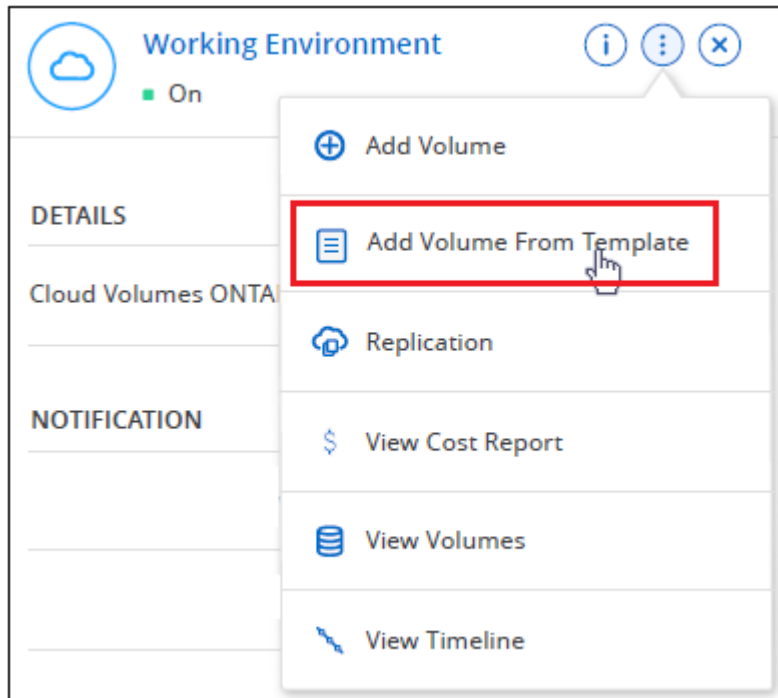 Working Environment
On
Add Volume
DETAILS
Add Volume From Template
Cloud Volumes ONTA
Replication
NOTIFICATION
View Cost Report
View Volumes
View Timeline